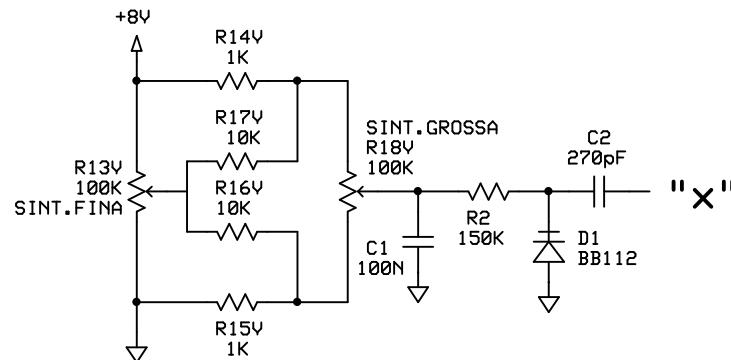 +8V
R14V
1K
R17V
10K
R13V
100K
SINT.FINA
R16V
10K
R15V
1K
SINT.GROSSA
R18V
100K
C1
100N
R2
150K
C2
270pF
D1
BB112
"x"